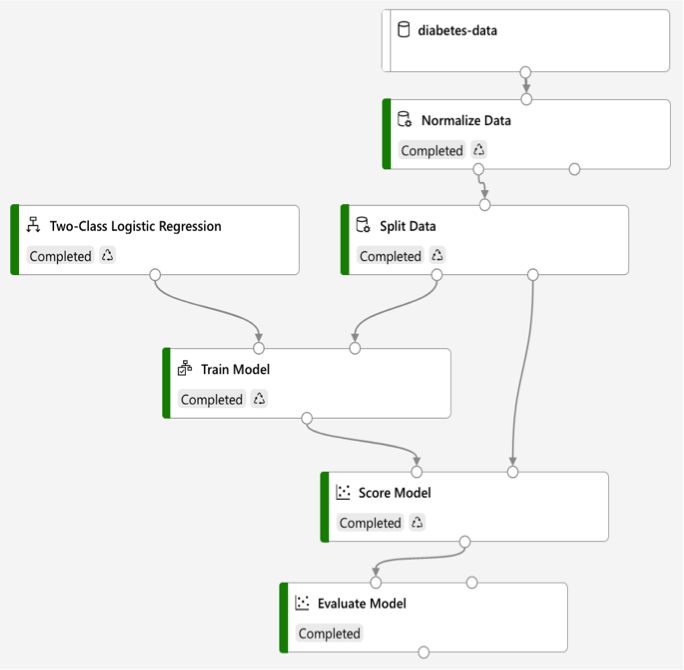 diabetes-data
Normalize Data
Completed
Two-Class Logistic Regression
Completed
Split Data
Completed
Train Model
Completed
Score Model
Completed
Evaluate Model
Completed